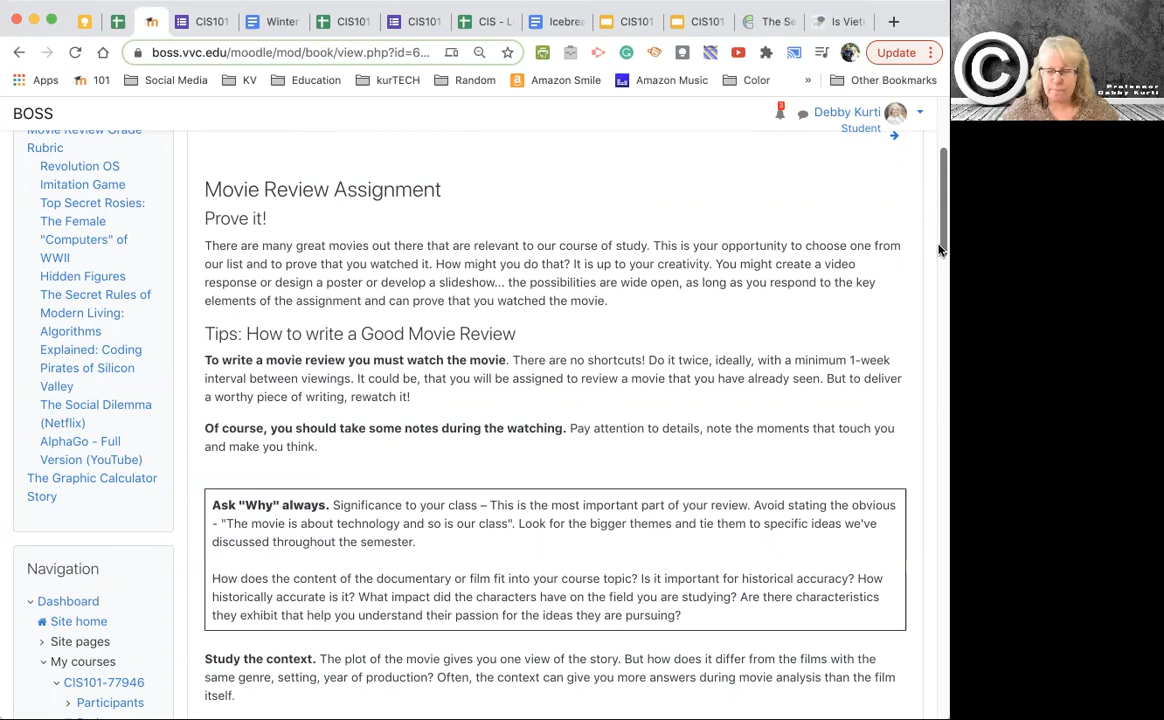 CIS101
Winter
CIS101
CIS101
CIS - L
Icebrea
CIS101
CIS101
The Se
Is Vietr
boss.vvc.edu/moodle/mod/book/view.php?id=6...
Update
Apps
101
Social Media
KV
Education
kurTECH
Random
Amazon Smile
Amazon Music
Color
»
Other Bookmarks
BOSS
Debby Kurti
Student
Movie Review Grade
Rubric
Revolution OS
Imitation Game
Top Secret Rosies:
The Female
"Computers" of
WWII
Hidden Figures
The Secret Rules of
Modern Living:
Algorithms
Explained: Coding
Pirates of Silicon
Valley
The Social Dilemma
(Netflix)
AlphaGo - Full
Version (YouTube)
The Graphic Calculator
Story
Navigation
Dashboard
Site home
Site pages
My courses
CIS101-77946
Participants
Movie Review Assignment
Prove it!
There are many great movies out there that are relevant to our course of study. This is your opportunity to choose one from
our list and to prove that you watched it. How might you do that? It is up to your creativity. You might create a video
response or design a poster or develop a slideshow... the possibilities are wide open, as long as you respond to the key
elements of the assignment and can prove that you watched the movie.
Tips: How to write a Good Movie Review
To write a movie review you must watch the movie. There are no shortcuts! Do it twice, ideally, with a minimum 1-week
interval between viewings. It could be, that you will be assigned to review a movie that you have already seen. But to deliver
a worthy piece of writing, rewatch it!
Of course, you should take some notes during the watching. Pay attention to details, note the moments that touch you
and make you think.
Ask "Why" always. Significance to your class – This is the most important part of your review. Avoid stating the obvious
- "The movie is about technology and so is our class". Look for the bigger themes and tie them to specific ideas we've
discussed throughout the semester.
How does the content of the documentary or film fit into your course topic? Is it important for historical accuracy? How
historically accurate is it? What impact did the characters have on the field you are studying? Are there characteristics
they exhibit that help you understand their passion for the ideas they are pursuing?
Study the context. The plot of the movie gives you one view of the story. But how does it differ from the films with the
same genre, setting, year of production? Often, the context can give you more answers during movie analysis than the film
itself.
©
Professor
Debby Kurti